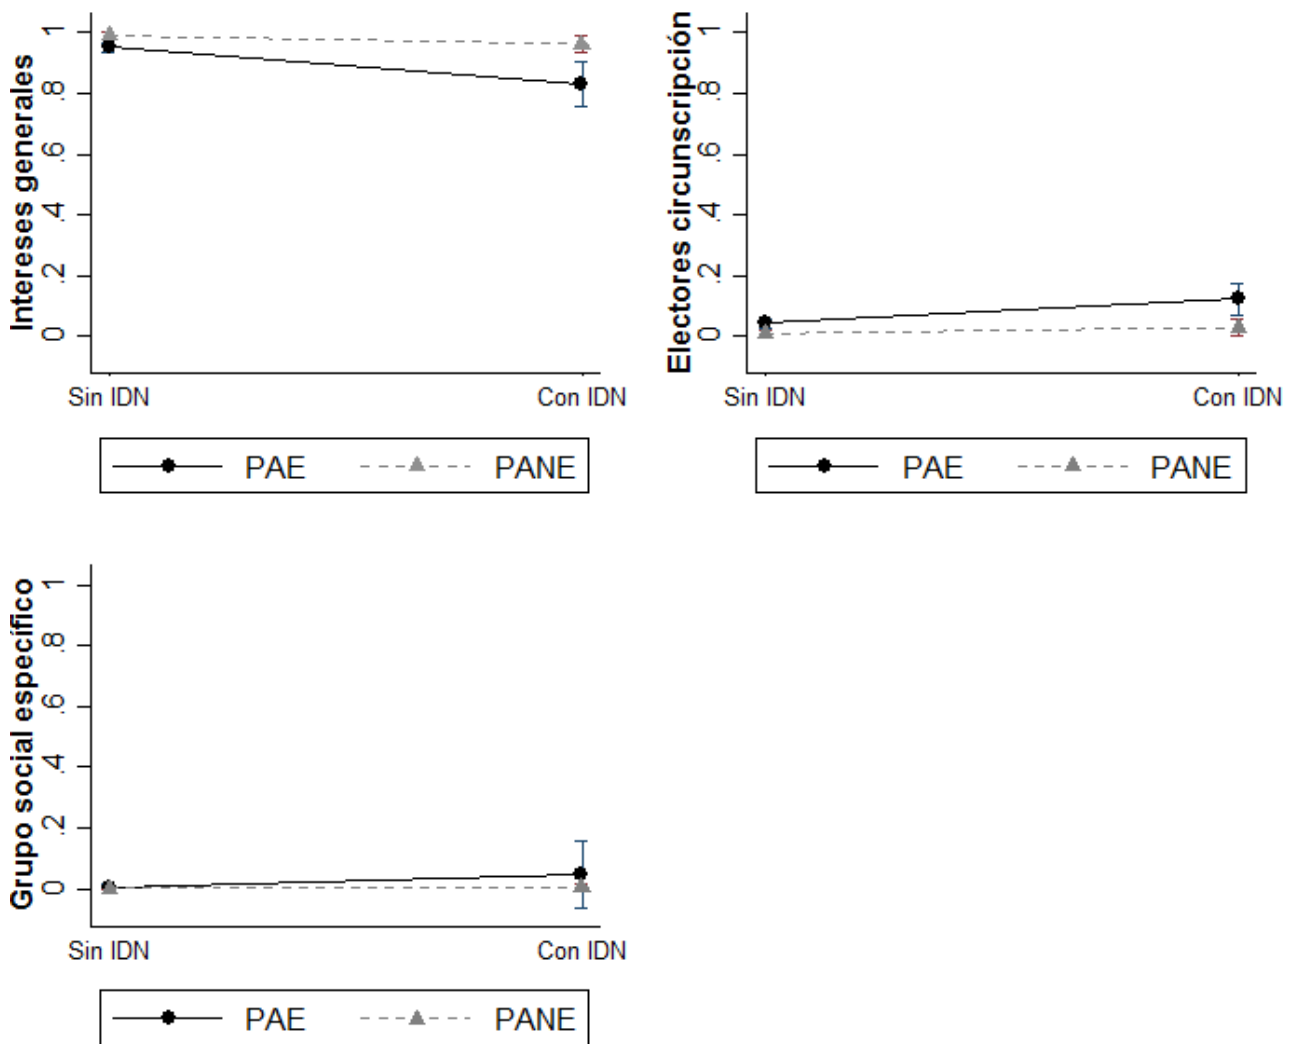 Intereses generales
1
.8
.6
.4
.2
0
Sin IDN Con IDN
PAE PANE
Electores circunscripción
1
.8
.6
.4
.2
0
Sin IDN Con IDN
PAE PANE
Grupo social específico
1
.8
.6
.4
.2
0
Sin IDN Con IDN
PAE PANE